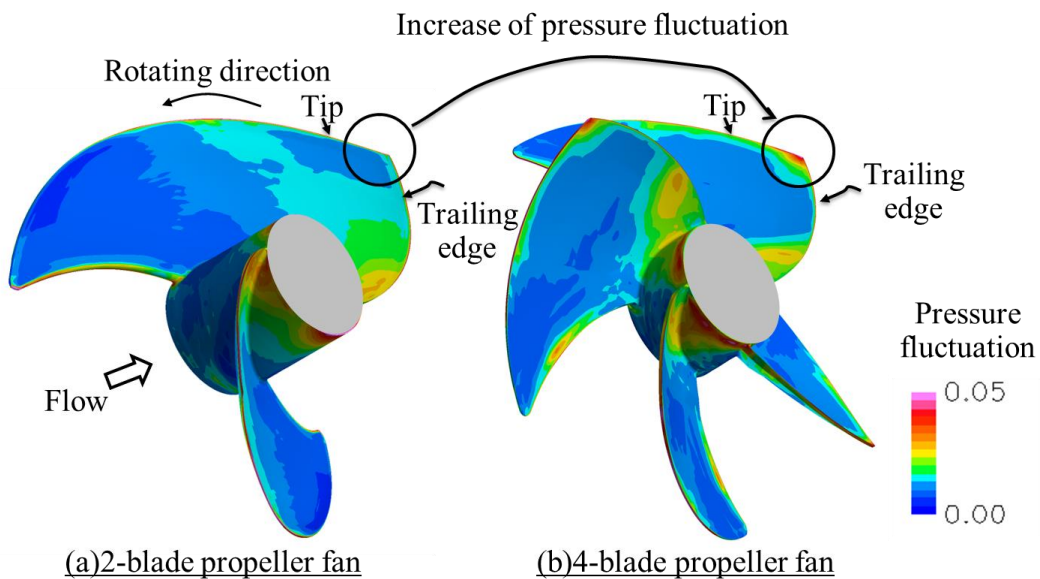 Increase of pressure fluctuation
Rotating direction
Tip
Tip
Trailing
edge
Trailing
edge
Flow
Pressure
fluctuation
0.05
0.00
(a)2-blade propeller fan
(b)4-blade propeller fan